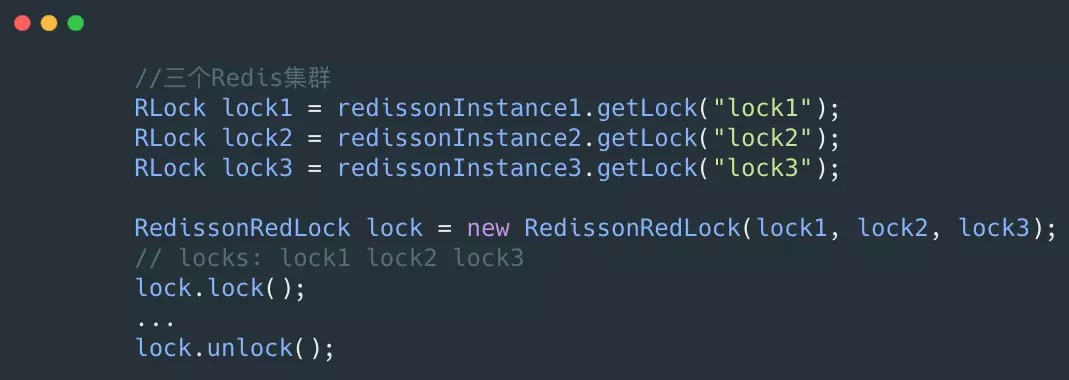 //三个Redis集群
RLock lock1 = redissonInstance1.getLock("lock1");
RLock lock2 = redissonInstance2.getLock("lock2");
RLock lock3 = redissonInstance3.getLock("lock3");
RedissonRedLock lock = new RedissonRedLock(lock1, lock2, lock3);
// locks: lock1 lock2 lock3
lock.lock();
...
lock.unlock();